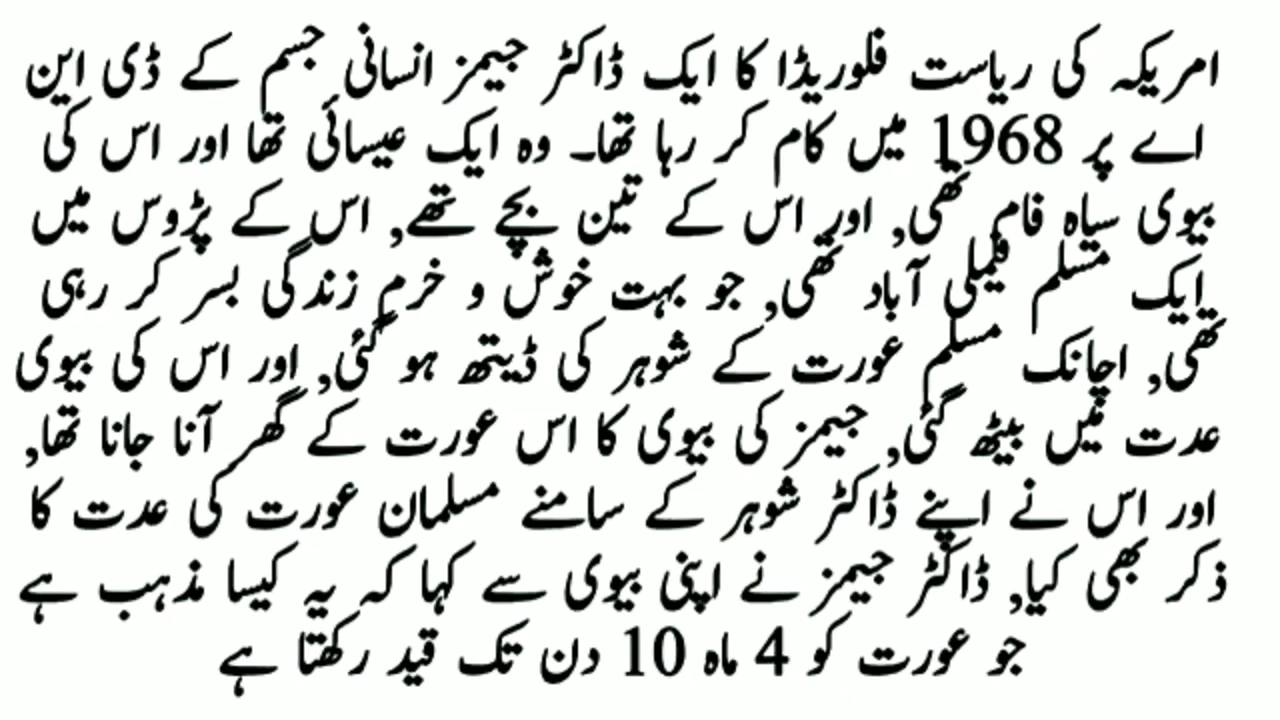 امریکہ کی ریاست فلوریڈا کا ایک ڈاکٹر جیمز انسانی جسم کے ڈی این
اے پر 1968 میں کام کر رہا تھا۔ وہ ایک عیسائی تھا اور اس کی
بیوی سیاہ فام تھی, اور اس کے تین بچے تھے, اس کے پڑوس میں
ایک مسلم فیملی آباد تھی, جو بہت خوش و خرم زندگی بسر کر رہی
تھی, اچانک مسلم عورت کے شوہر کی ڈیتھ ہو گئی, اور اس کی بیوی
عدت میں بیٹھ گئی, جیمز کی بیوی کا اس عورت کے گھر آنا جانا تھا,
اور اس نے اپنے ڈاکٹر شوہر کے سامنے مسلمان عورت کی عدت کا
ذکر بھی کیا, ڈاکٹر جیمز نے اپنی بیوی سے کہا کہ یہ کیسا مذہب ہے
جو عورت کو 4 ماہ 10 دن تک قید رکھتا ہے